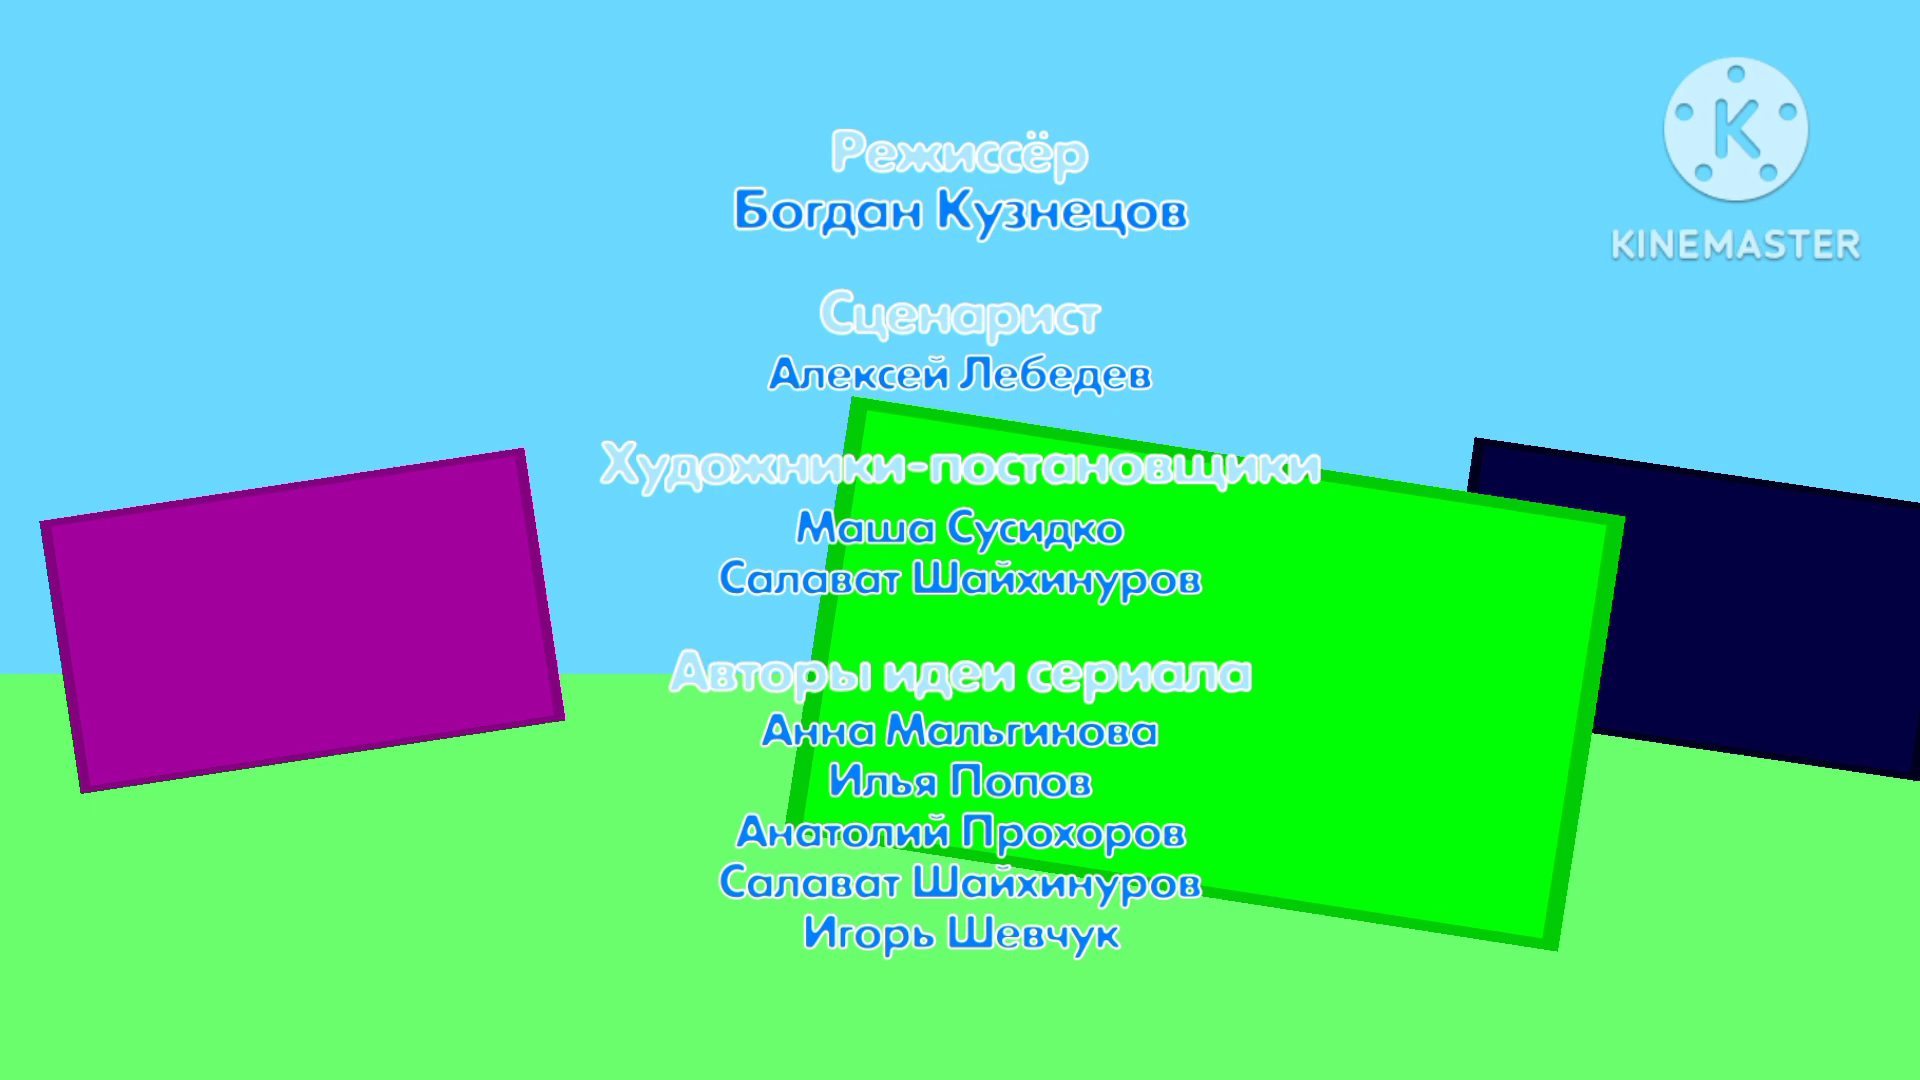 Режиссёр
Богдан Кузнецов
Сценарист
Алексей Лебедев
Художники-постановщики
Маша Сусидко
Салават Шайхинуров
Авторы идеи сериала
Анна Мальгинова
Илья Попов
Анатолий Прохоров
Салават Шайхинуров
Игорь Шевчук
K
KINEMASTER